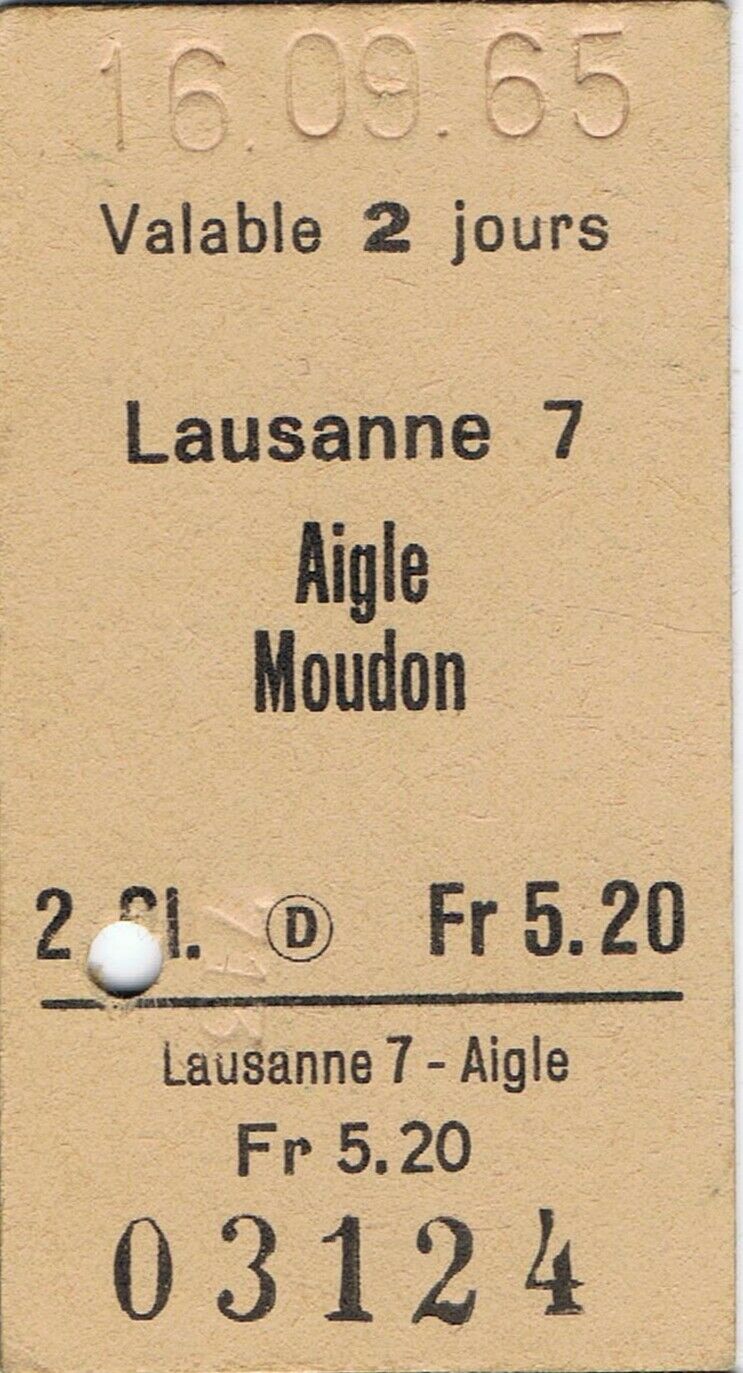 16.09.65
Valable 2 jours
Lausanne 7
Aigle
Moudon
2 Cl. D Fr 5.20
Lausanne 7 - Aigle
Fr 5.20
03124